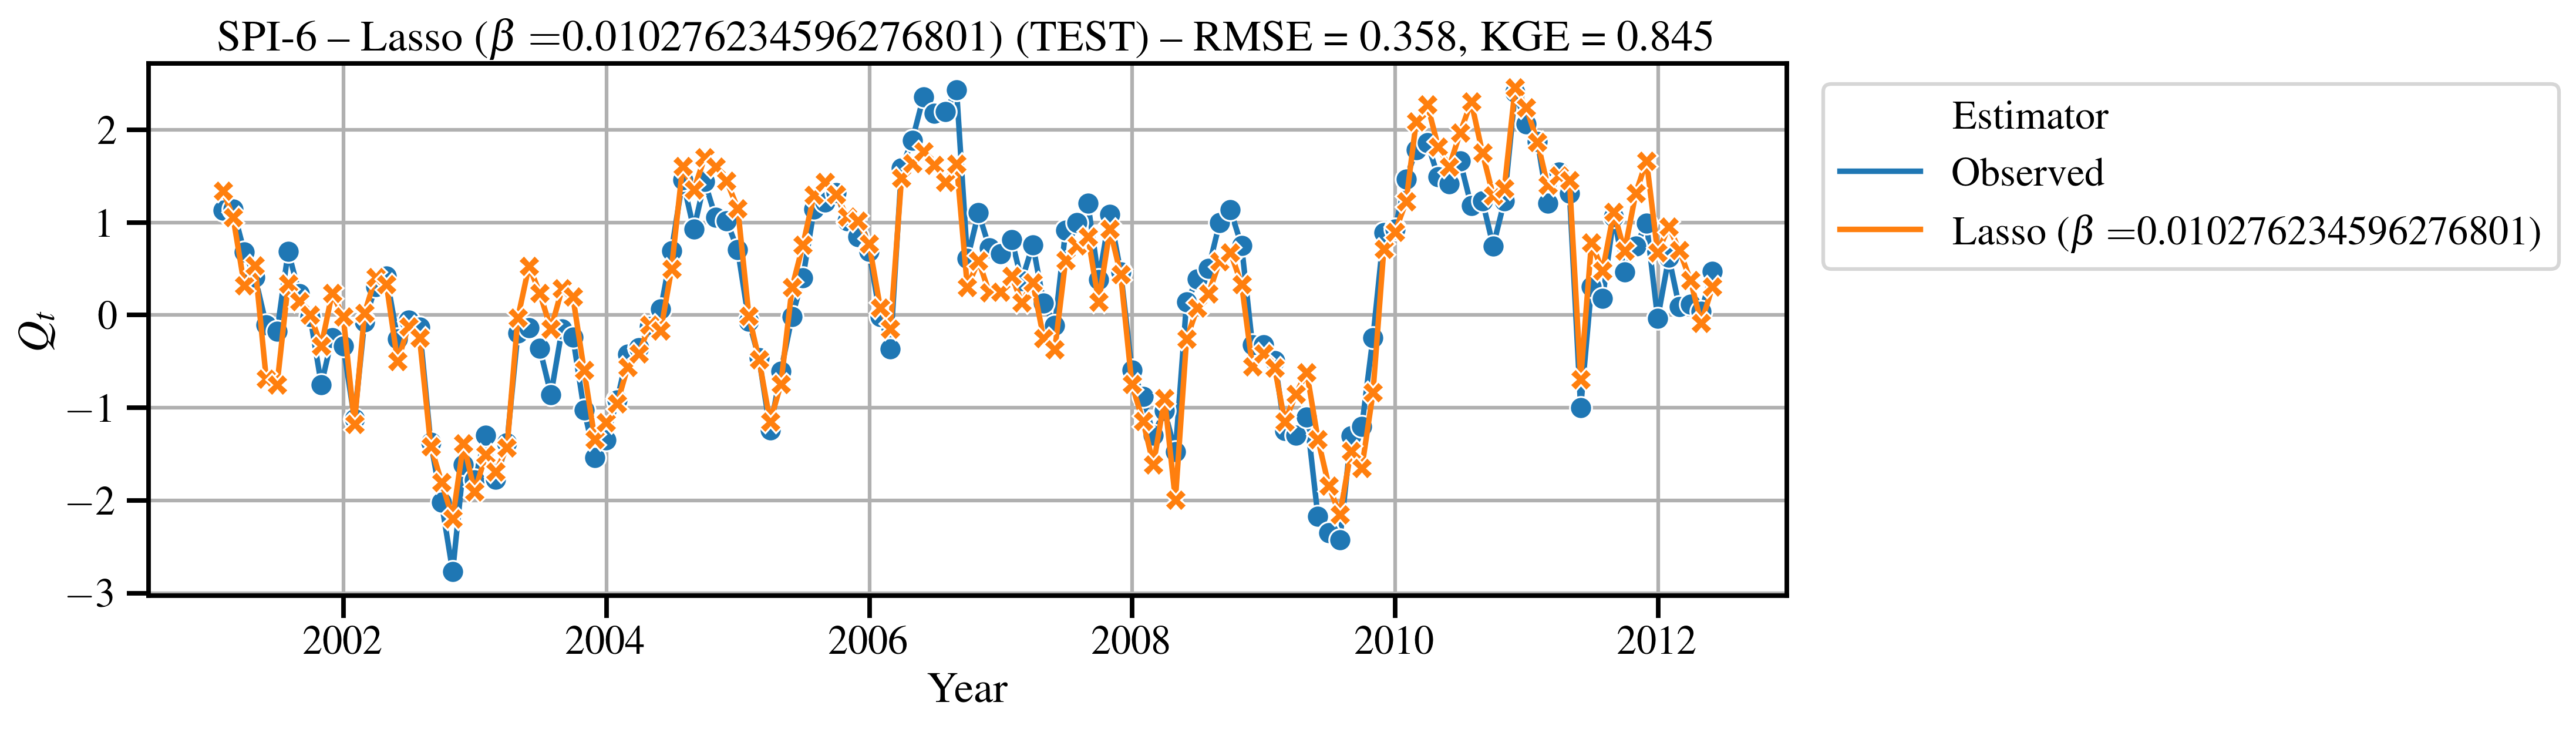 SPI-6 – Lasso (β =0.010276234596276801) (TEST) – RMSE = 0.358, KGE = 0.845
Estimator
Observed
Lasso (β =0.010276234596276801)
Qt
2
1
0
−1
−2
−3
2002 2004 2006 2008 2010 2012
Year